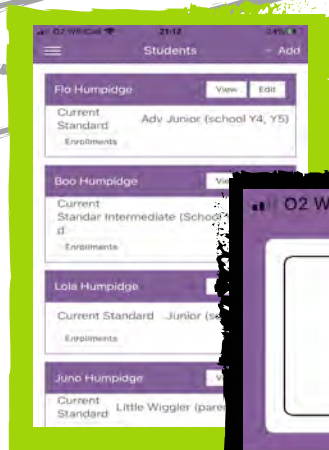 O2 WiFiCall 21:12 24%
Students
Add
Flo Humpidge View Edit
Current
Standard Adv Junior (school Y4, Y5)
Enrollments
Boo Humpidge
Current
Standar Intermediate (School
d
Enrollments
Lola Humpidge
Current Standard Junior
Enrollments
Juno Humpidge
Current
Standard Little Wiggler
O2